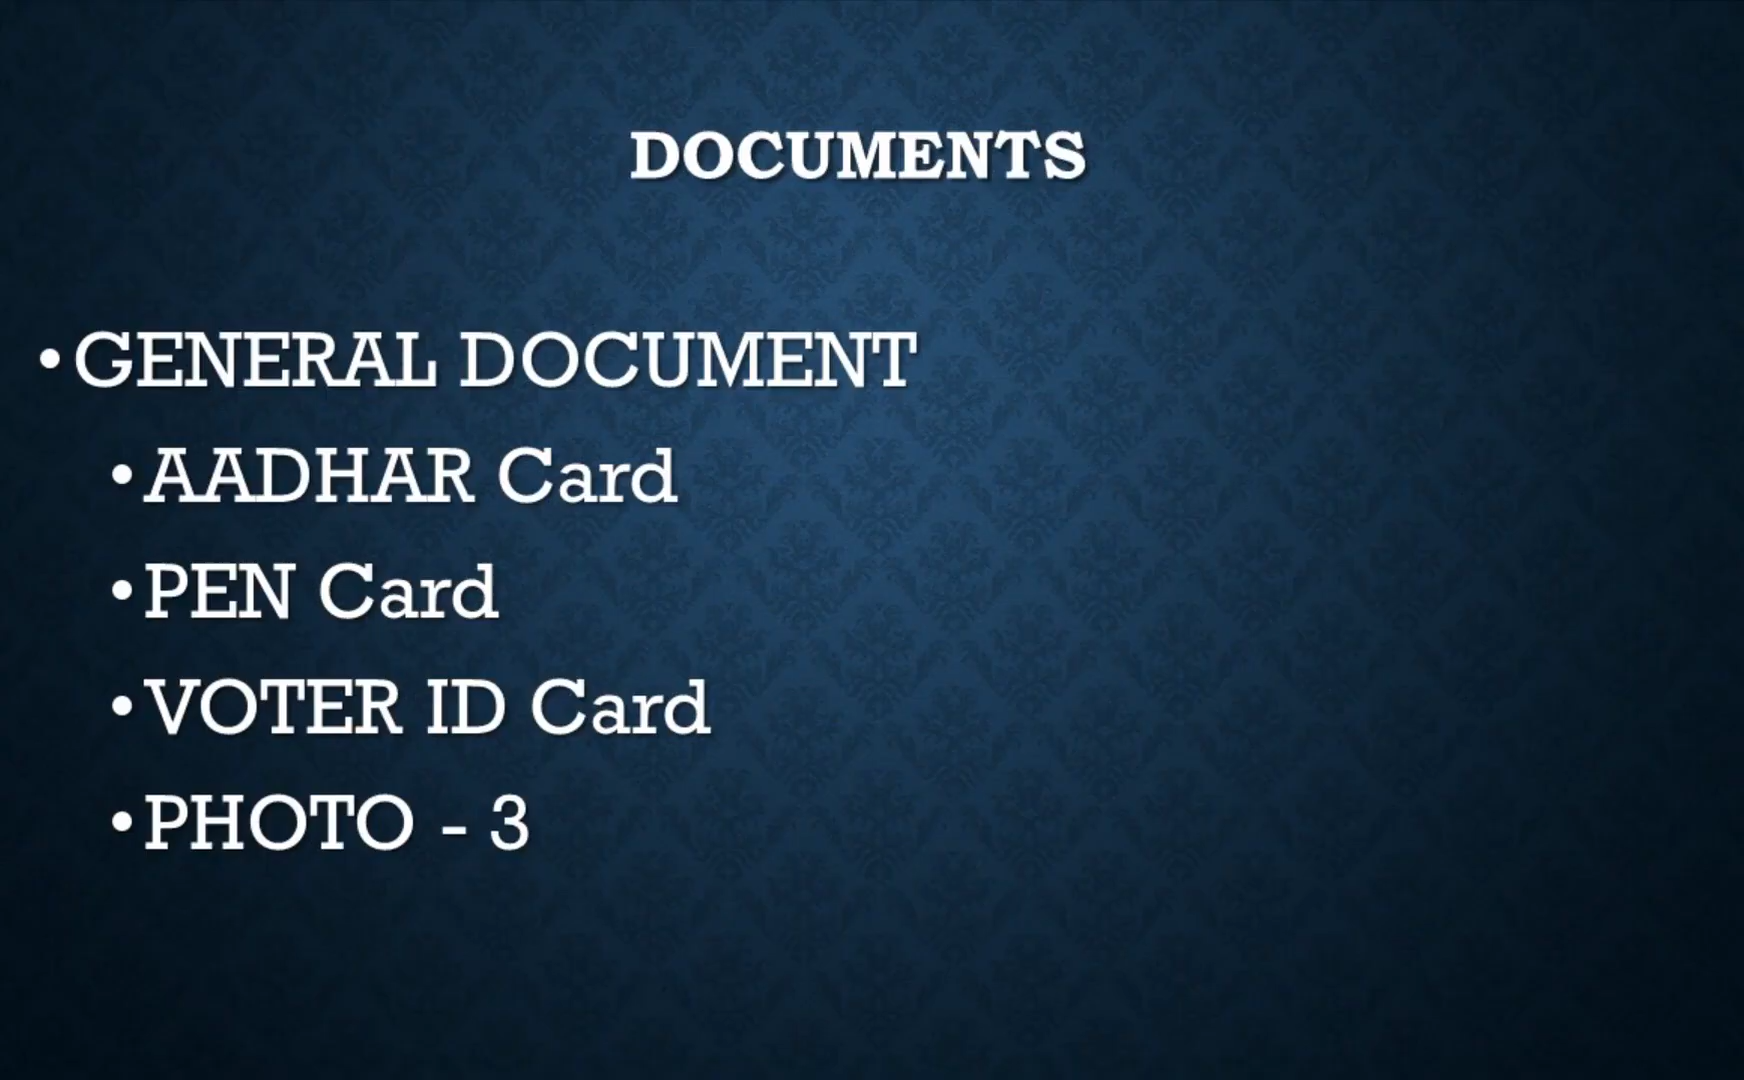 DOCUMENTS
• GENERAL DOCUMENT
• AADHAR Card
• PEN Card
• VOTER ID Card
• PHOTO - 3